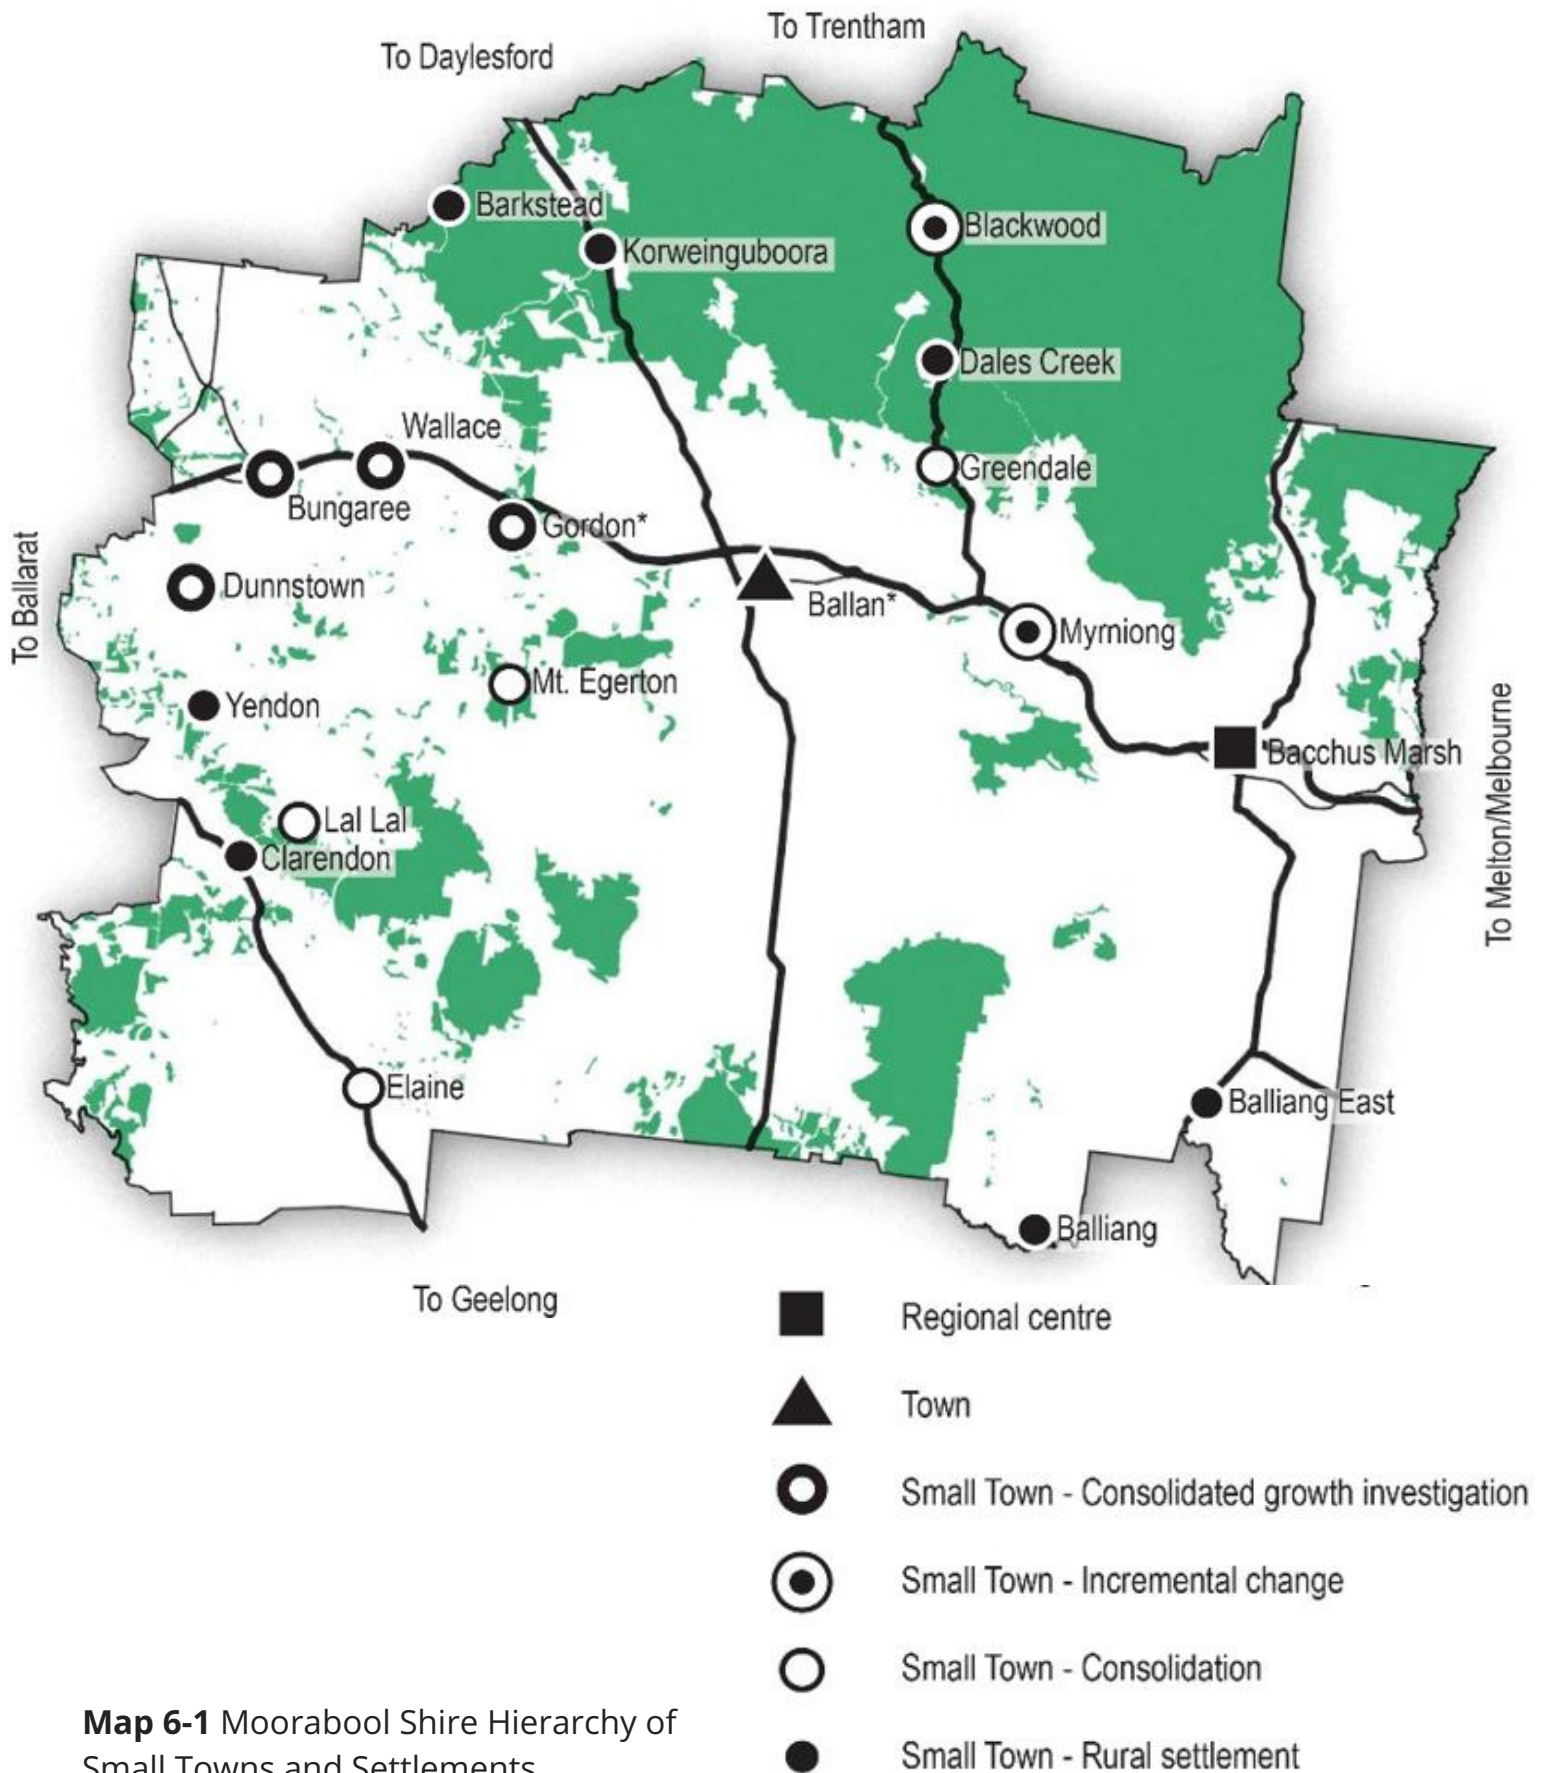 To Trentham
To Daylesford
Barkstead
Blackwood
Korweinguboora
Dales Creek
Wallace
Greendale
Bungaree
Gordon*
To Ballarat
Dunnstown
Ballan*
Myrniong
Mt. Egerton
Yendon
Bacchus Marsh
To Melton/Melbourne
Lal Lal
Clarendon
Elaine
Balliang East
Balliang
To Geelong
Regional centre
Town
Small Town - Consolidated growth investigation
Small Town - Incremental change
Small Town - Consolidation
Small Town - Rural settlement
Map 6-1 Moorabool Shire Hierarchy of
Small Towns and Settlements